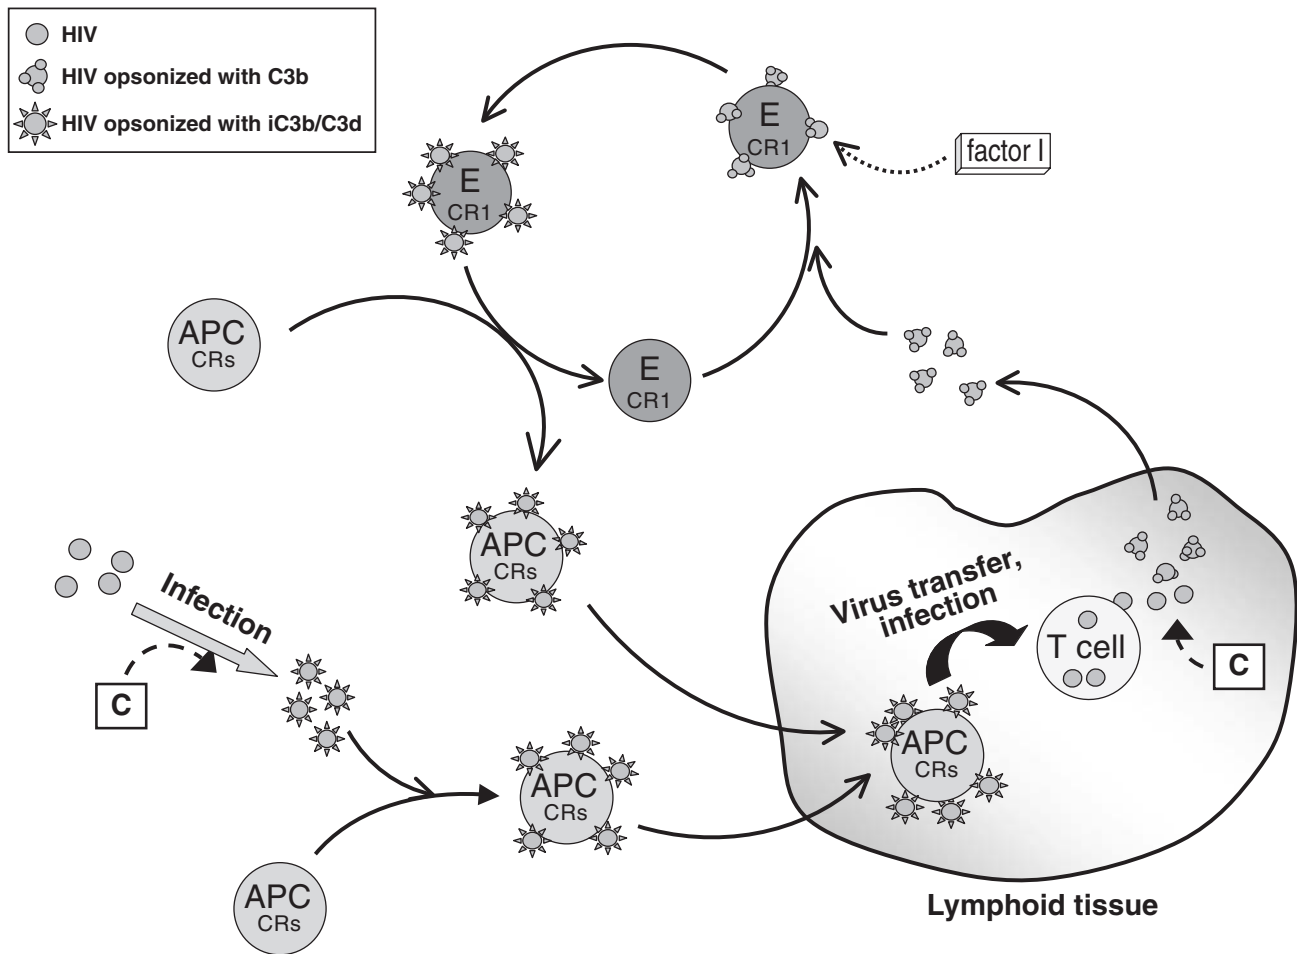 HIV
HIV opsonized with C3b
HIV opsonized with iC3b/C3d
E
CR1
factor I
E
CR1
APC
CRs
E
CR1
APC
CRs
Infection
C
Virus transfer,
infection
T cell
C
APC
CRs
APC
CRs
APC
CRs
Lymphoid tissue